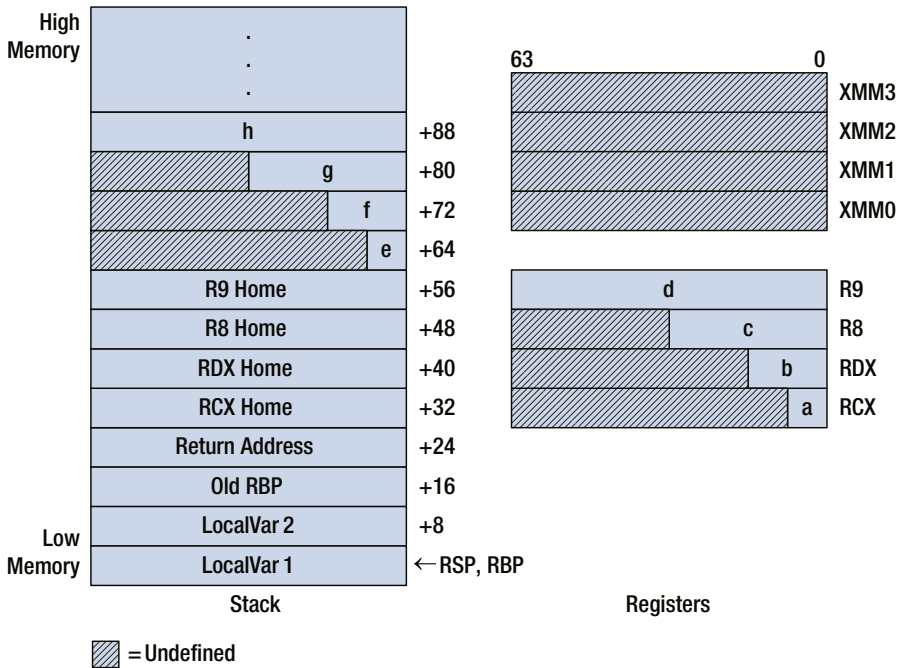 High
Memory
.
.
.
h +88
g +80
f +72
e +64
R9 Home +56
R8 Home +48
RDX Home +40
RCX Home +32
Return Address +24
Old RBP +16
LocalVar 2 +8
LocalVar 1 ←RSP, RBP
Low
Memory
Stack
63 0
XMM3
XMM2
XMM1
XMM0
d R9
c R8
b RDX
a RCX
Registers
= Undefined